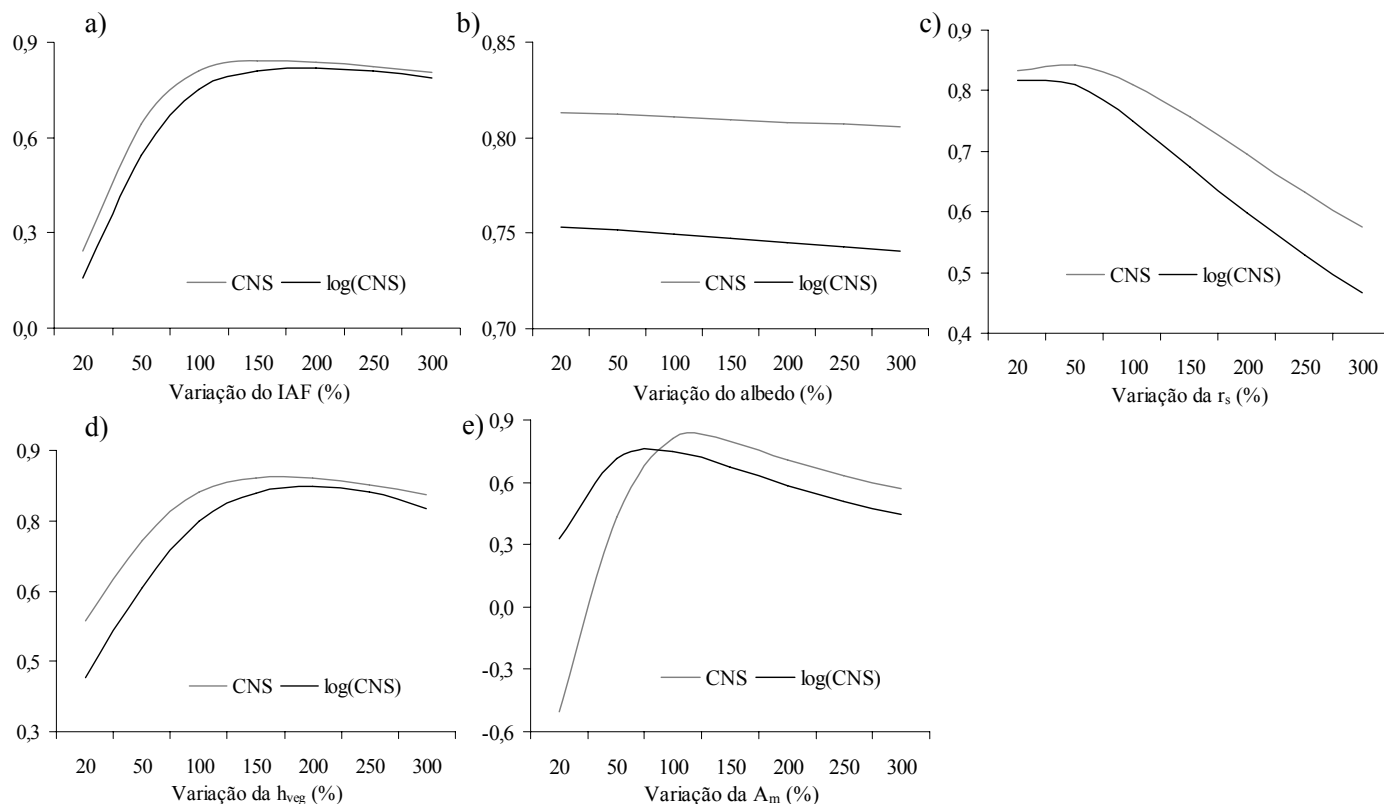 a)
0,9
0,6
0,3
0,0
CNS log(CNS)
20 50 100 150 200 250 300
Variação do IAF (%)
b)
0,85
0,80
0,75
0,70
CNS log(CNS)
20 50 100 150 200 250 300
Variação do albedo (%)
c)
0,9
0,8
0,7
0,6
0,5
0,4
CNS log(CNS)
20 50 100 150 200 250 300
Variação da rs (%)
d)
0,9
0,8
0,6
0,5
0,3
CNS log(CNS)
20 50 100 150 200 250 300
Variação da hveg (%)
e)
0,9
0,6
0,3
0,0
-0,3
-0,6
CNS log(CNS)
20 50 100 150 200 250 300
Variação da Am (%)